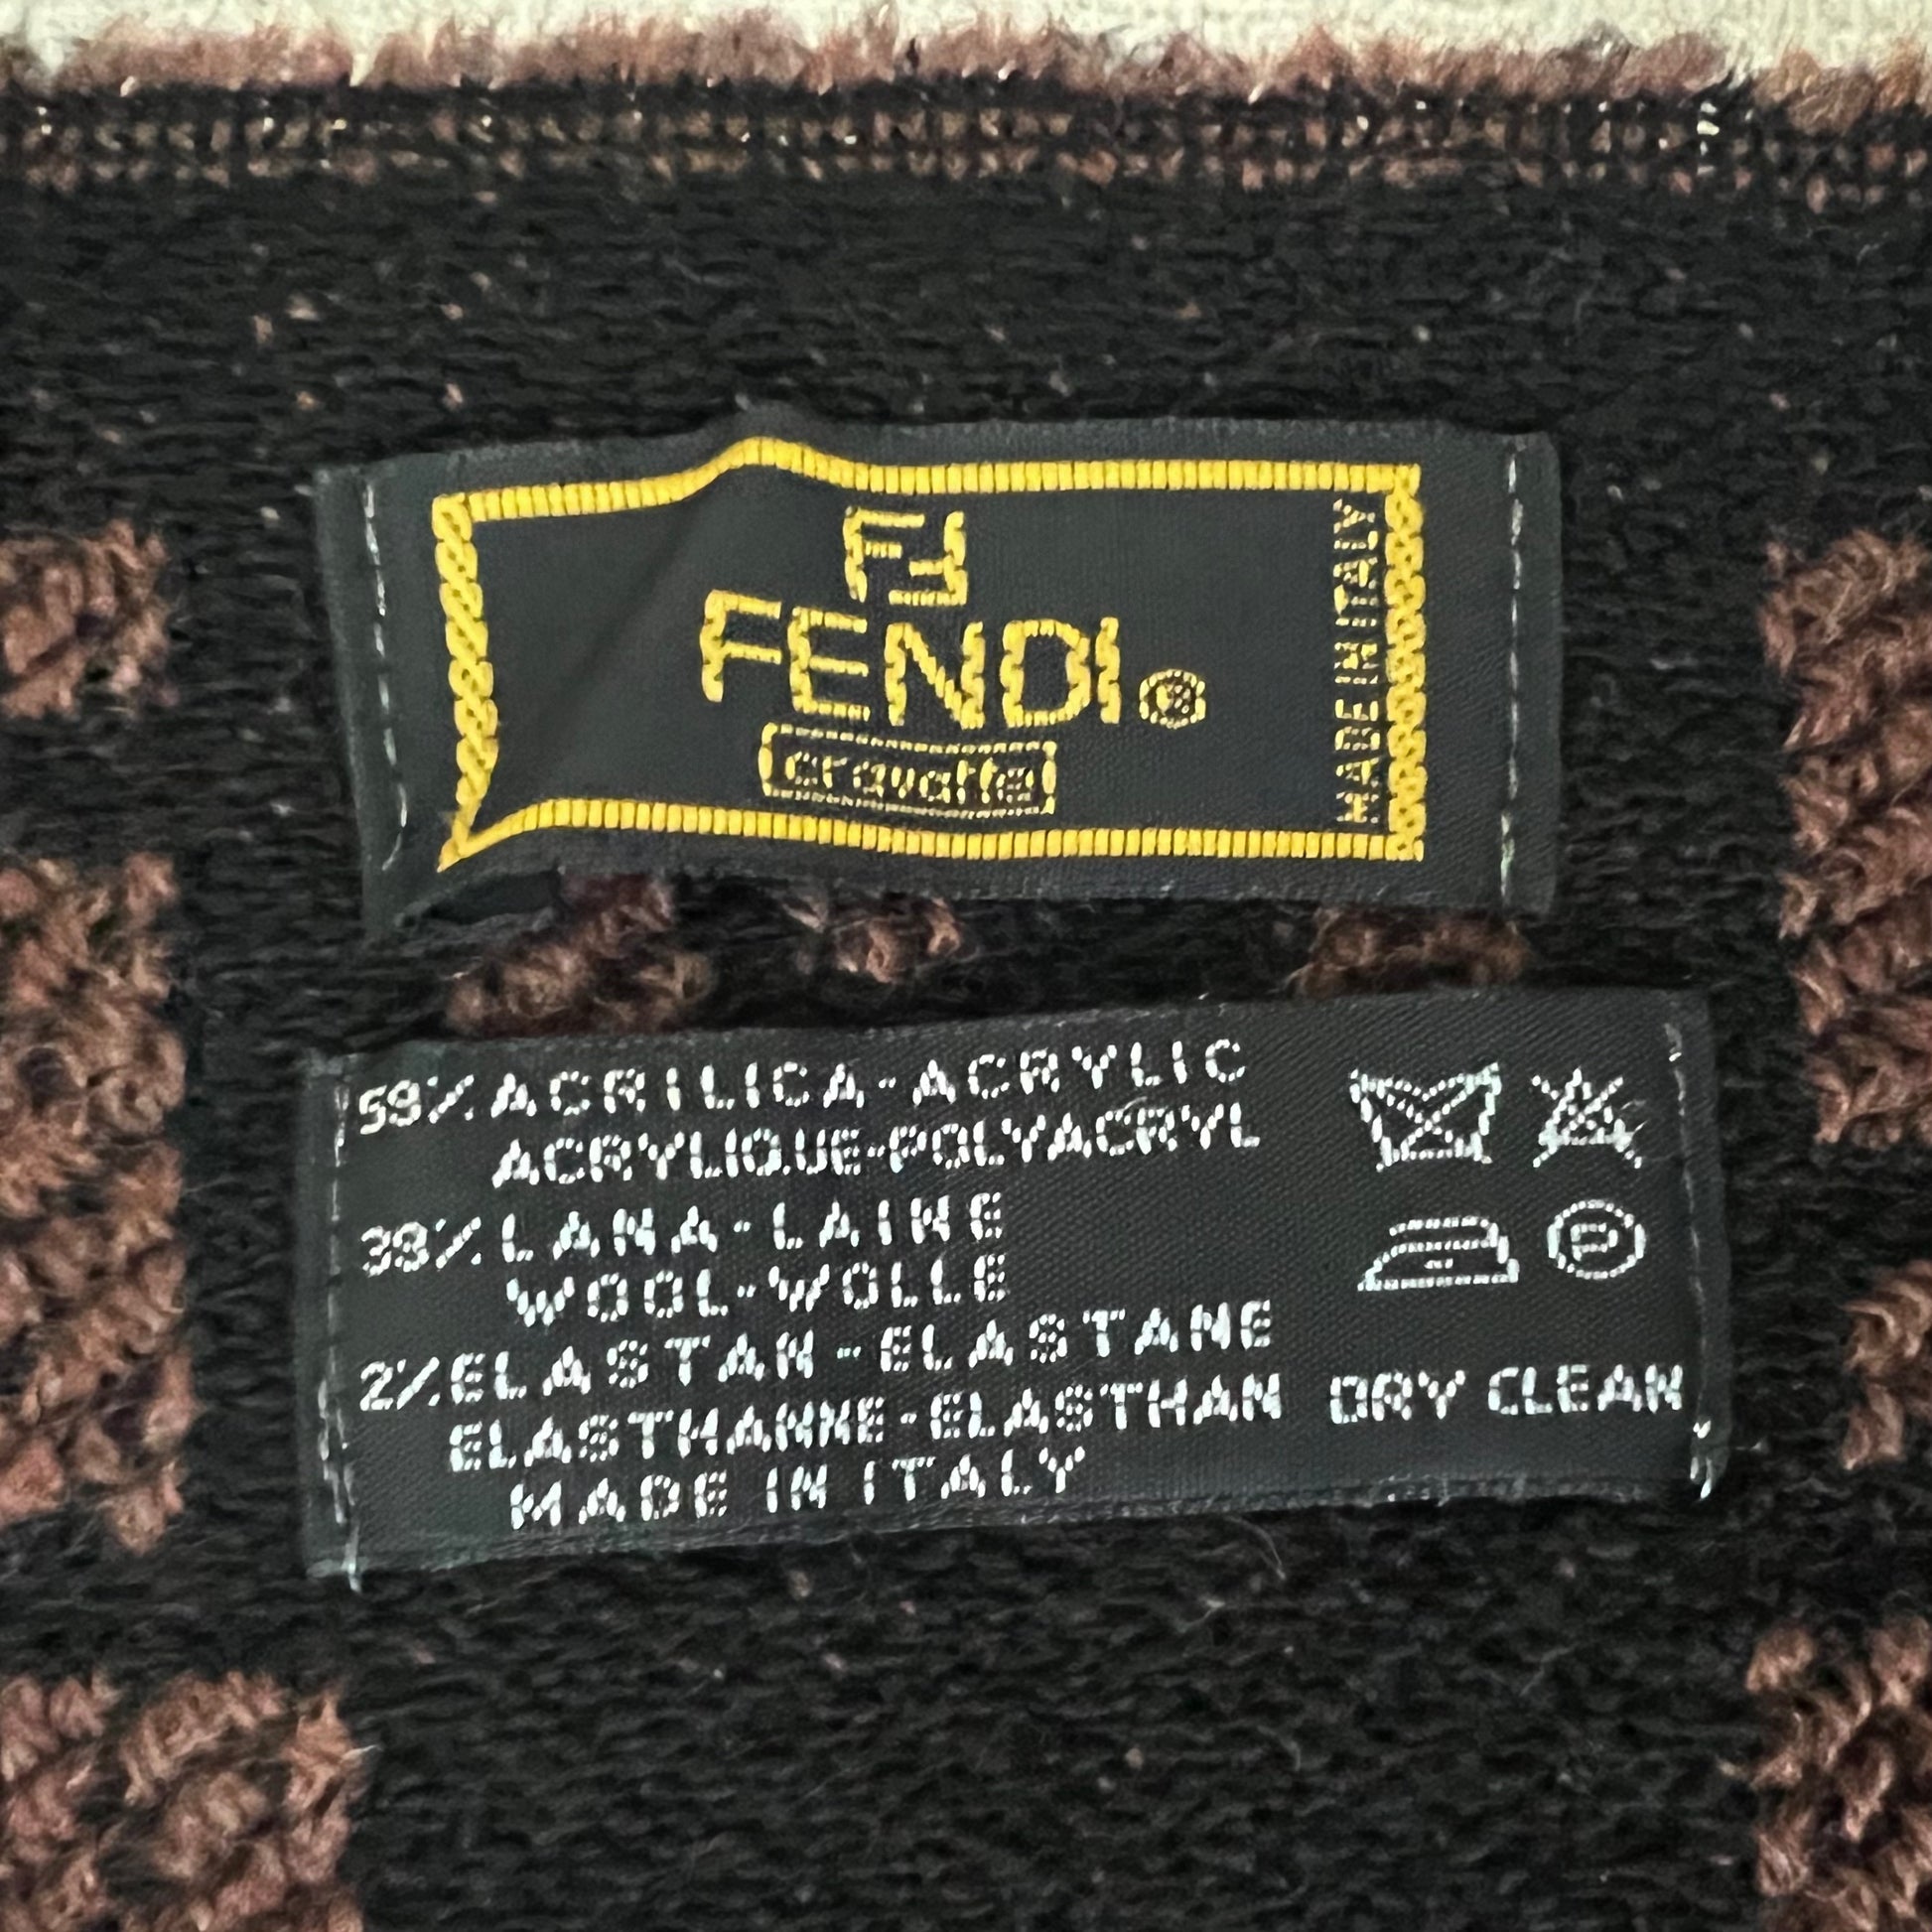 FF
FENDI®
cravatte
MADE IN ITALY
59% ACRILICA-ACRYLIC
ACRYLIQUE-POLYACRYL
39% LANA-LAINE
WOOL-WOLLE
2% ELASTAN-ELASTANE
ELASTHANNE-ELASTHAN
MADE IN ITALY
P
DRY CLEAN